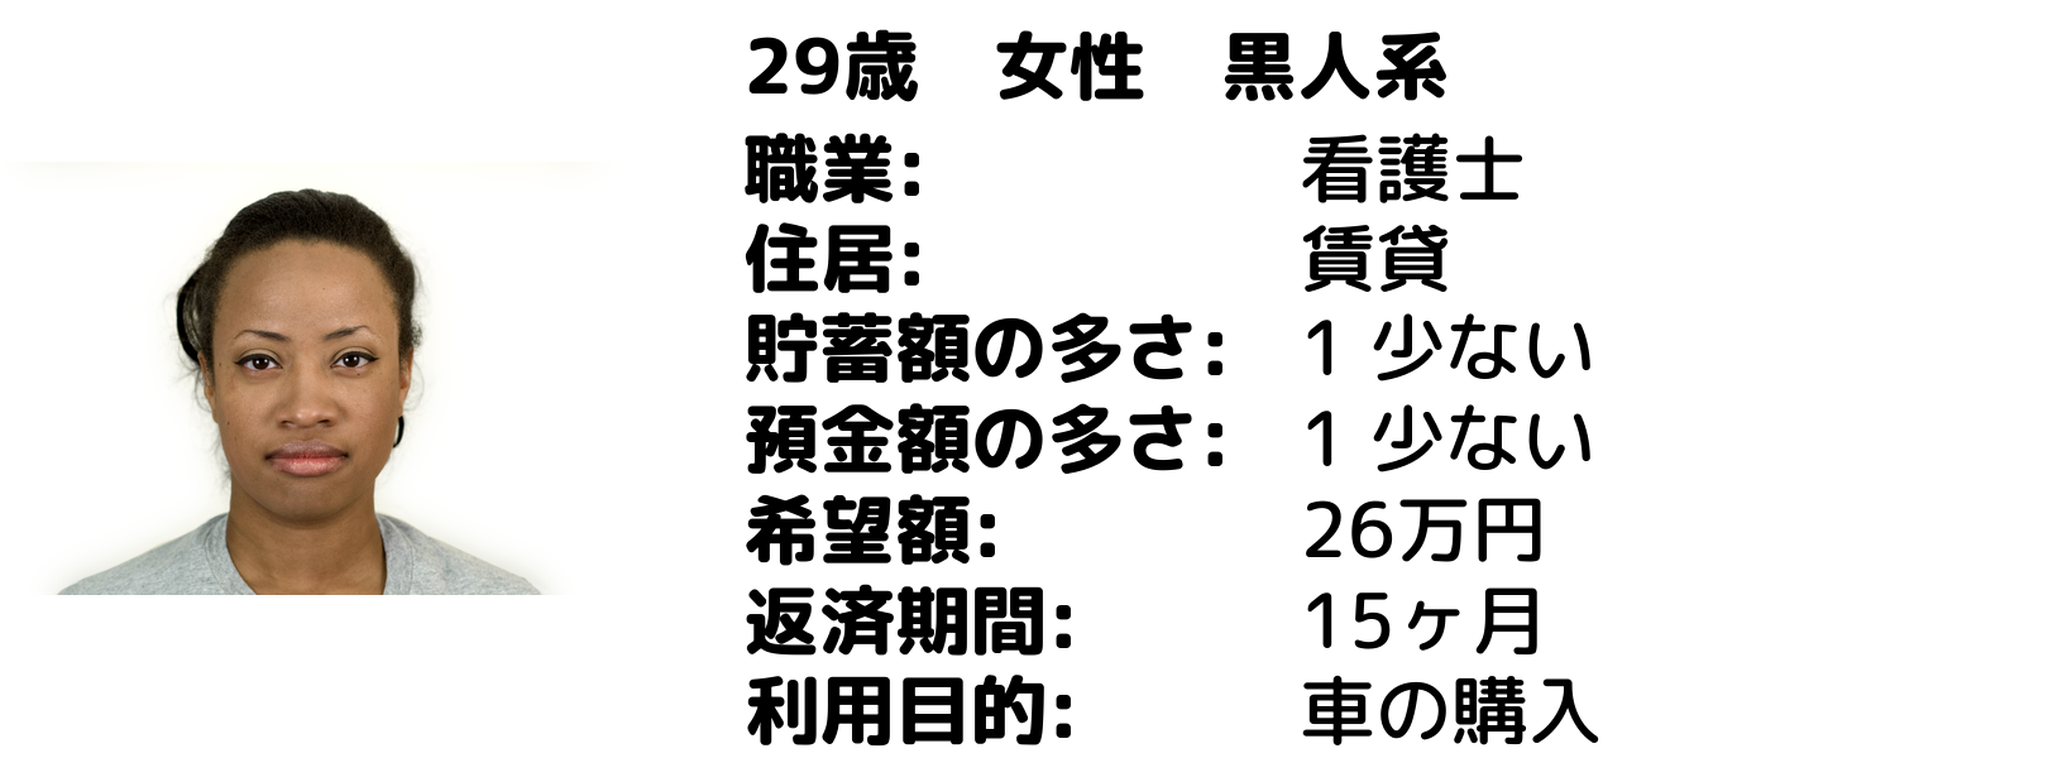 29歳　女性　黒人系
職業: 看護士
住居: 賃貸
貯蓄額の多さ: 1 少ない
預金額の多さ: 1 少ない
希望額: 26万円
返済期間: 15ヶ月
利用目的: 車の購入